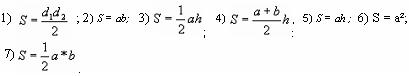 1) S = d₁d₂/2 ; 2) S = ab; 3) S = 1/2 ah ; 4) S = a + b/2 h ; 5) S = ah ; 6) S = a²;
7) S = 1/2 a*b .